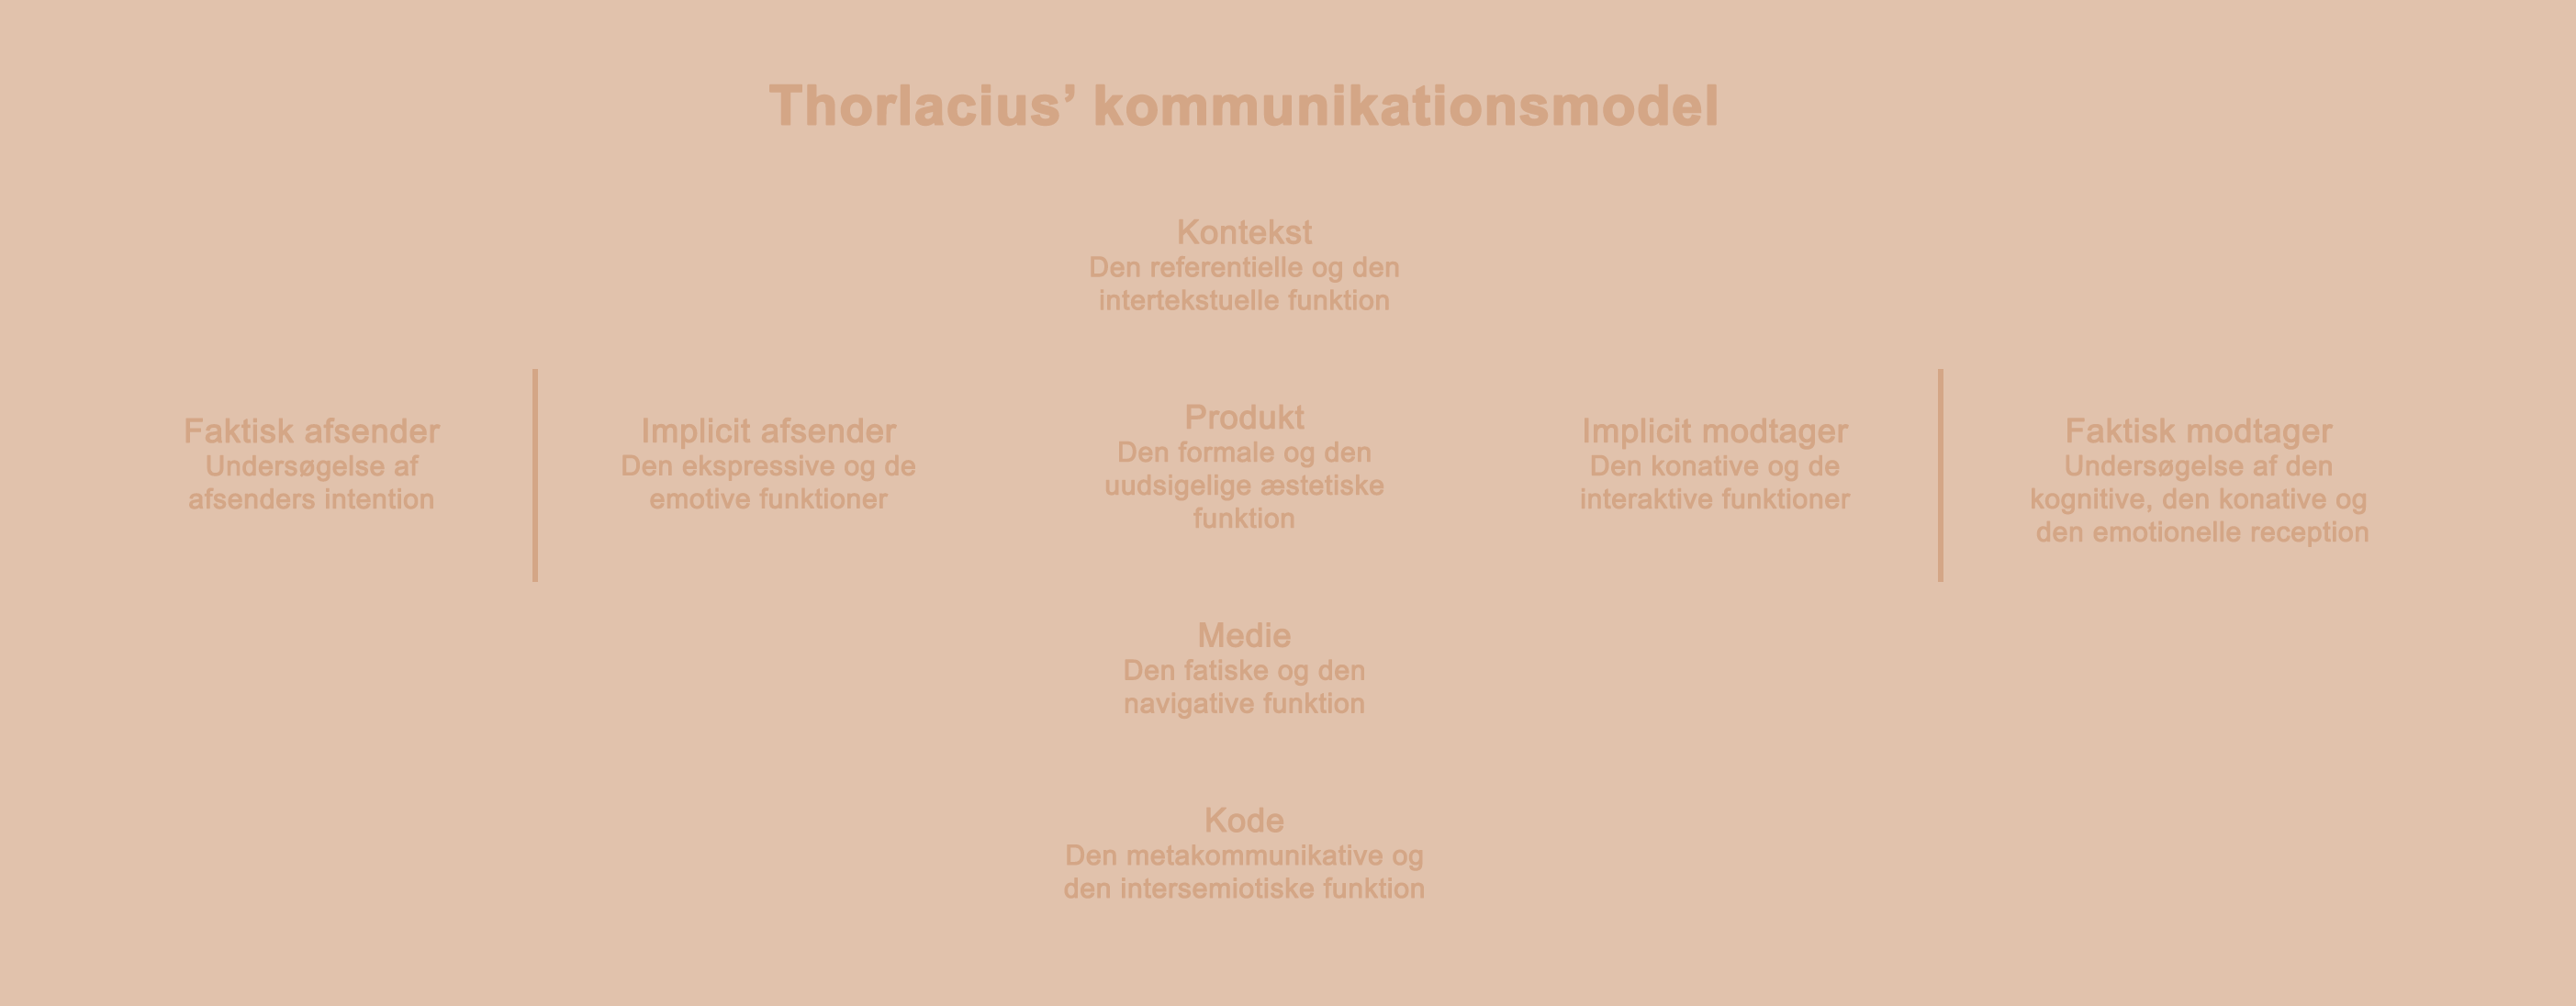 Thorlacius’ kommunikationsmodel
Kontekst
Den referentielle og den
intertekstuelle funktion
Faktisk afsender
Undersøgelse af
afsenders intention
Implicit afsender
Den ekspressive og de
emotive funktioner
Produkt
Den formale og den
uudsigelige æstetiske
funktion
Implicit modtager
Den konative og de
interaktive funktioner
Faktisk modtager
Undersøgelse af den
kognitive, den konative og
den emotionelle reception
Medie
Den fatiske og den
navigative funktion
Kode
Den metakommunikative og
den intersemiotiske funktion